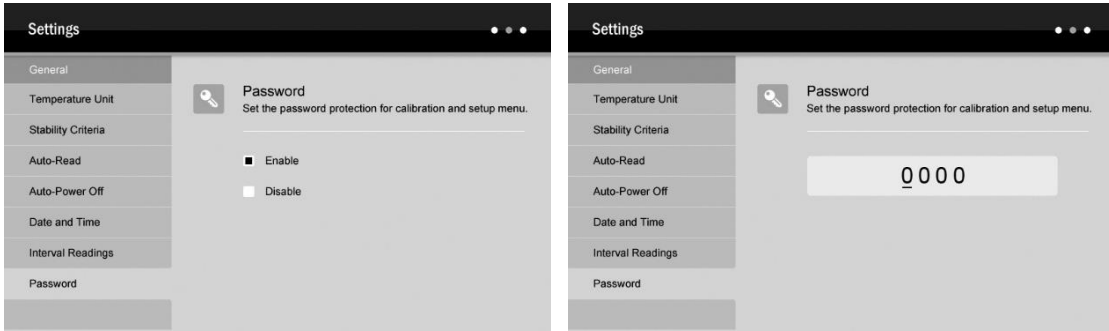 Settings
General
Temperature Unit
Stability Criteria
Auto-Read
Auto-Power Off
Date and Time
Interval Readings
Password
Password
Set the password protection for calibration and setup menu.
Enable
Disable
Settings
General
Temperature Unit
Stability Criteria
Auto-Read
Auto-Power Off
Date and Time
Interval Readings
Password
Password
Set the password protection for calibration and setup menu.
0000